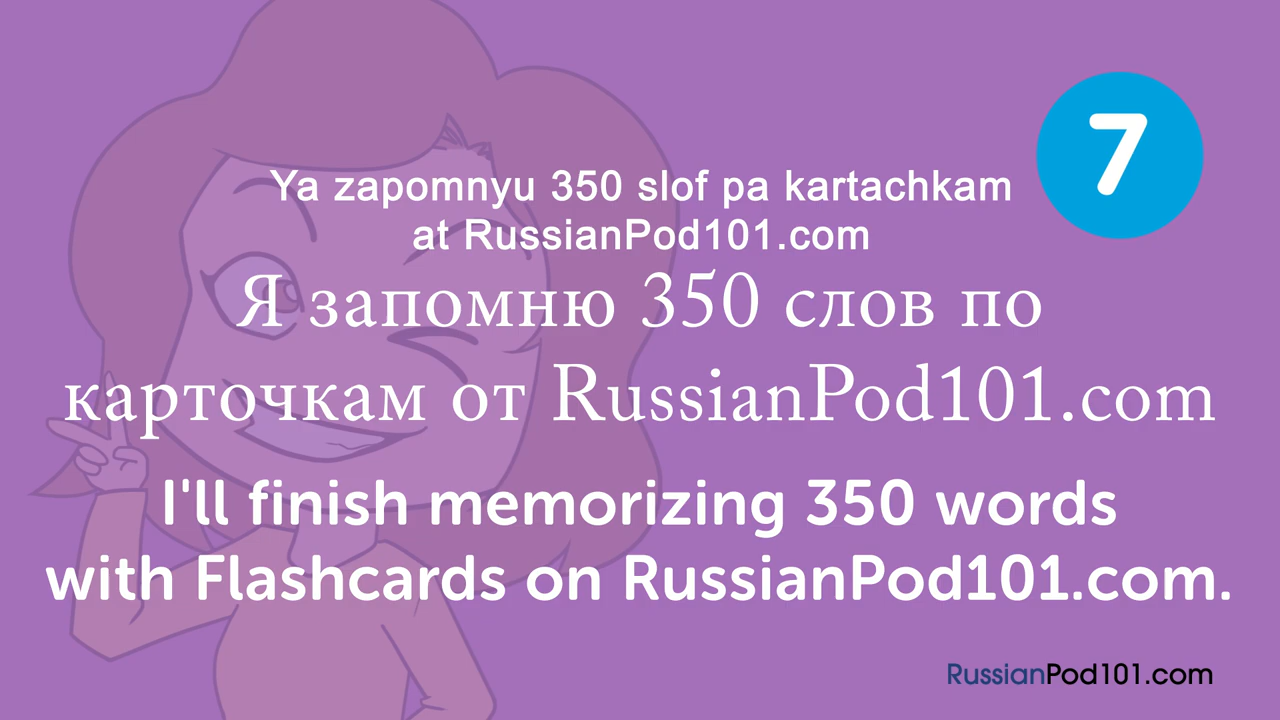 7
Ya zapomnyu 350 slof pa kartachkam
at RussianPod101.com
Я запомню 350 слов по
карточкам от RussianPod101.com
I'll finish memorizing 350 words
with Flashcards on RussianPod101.com.
RussianPod101.com